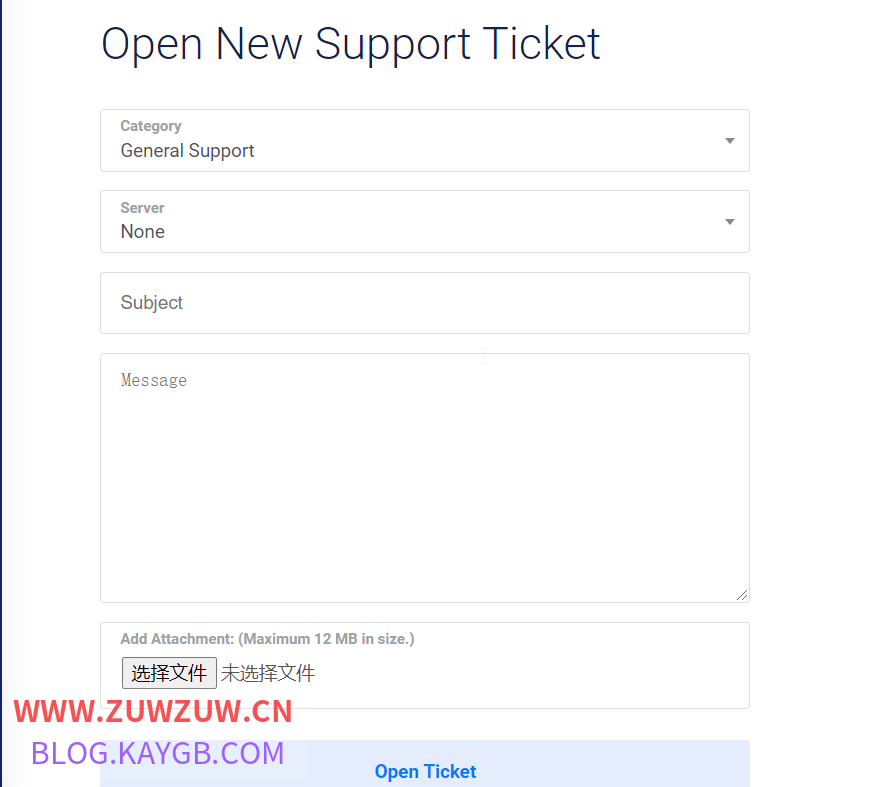 Open New Support Ticket
Category
General Support
Server
None
Subject
Message
Add Attachment: (Maximum 12 MB in size.)
选择文件 未选择文件
WWW.ZUWZUW.CN
BLOG.KAYGB.COM
Open Ticket